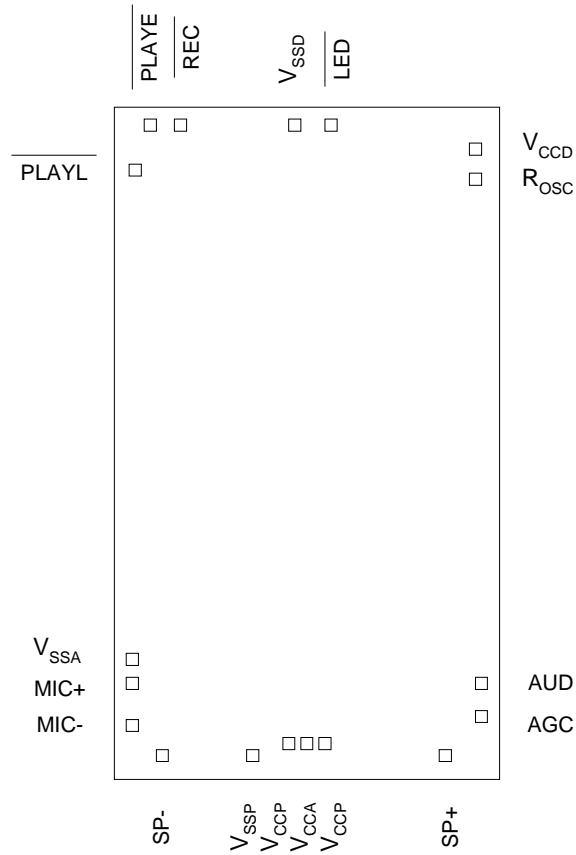 PLAYE
REC
VSSD
LED
PLAYL
VCCD
ROSC
VSSA
MIC+
MIC-
AUD
AGC
SP-
VSSP
VCCP
VCCA
VCCP
SP+